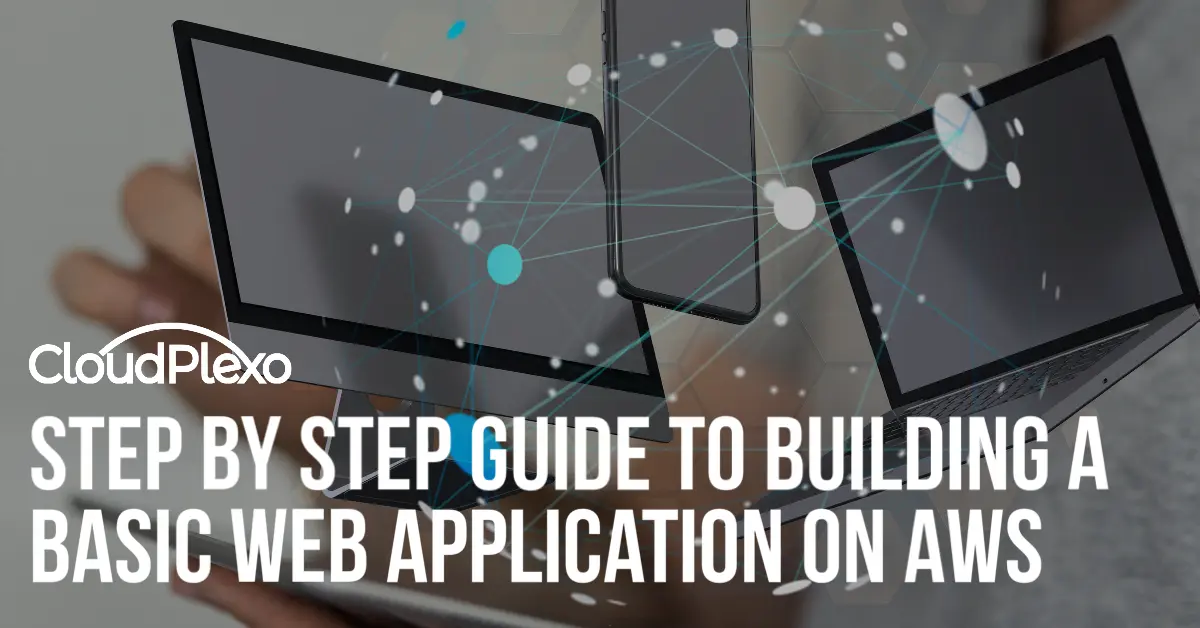 CloudPlexo
STEP BY STEP GUIDE TO BUILDING A
BASIC WEB APPLICATION ON AWS